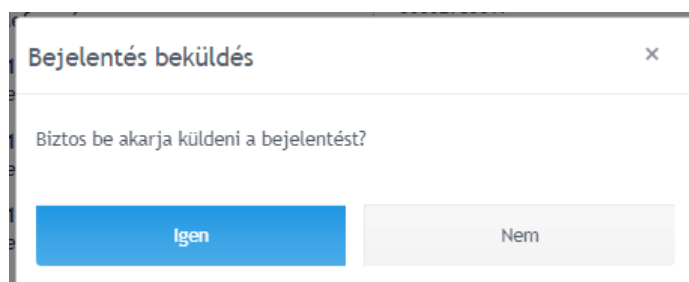 Bejelentés beküldés
×
Biztos be akarja küldeni a bejelentést?
Igen
Nem